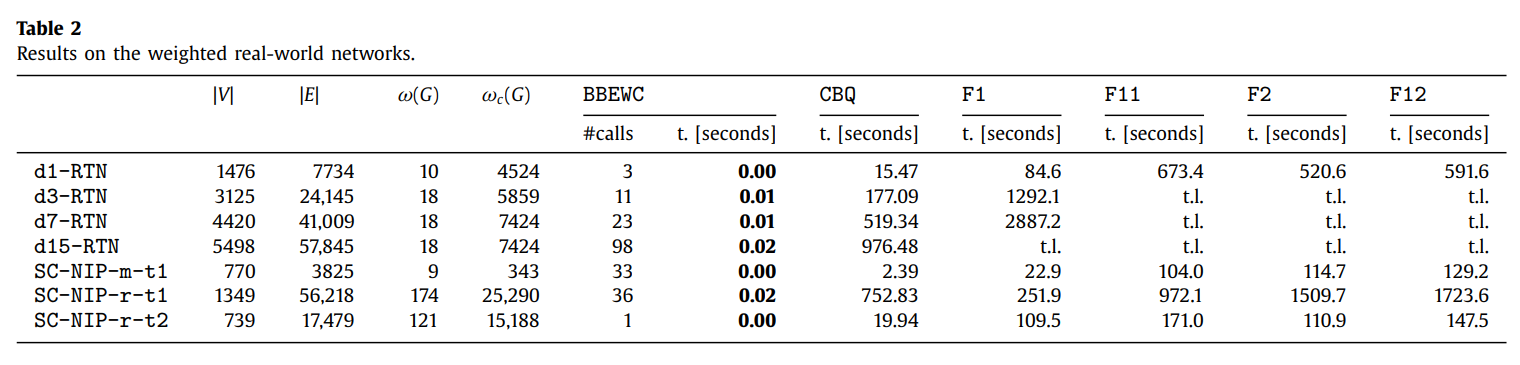 Table 2
Results on the weighted real-world networks.
|V| |E| ω(G) ω_c(G) BBEWC CBQ F1 F11 F2 F12
#calls t. [seconds] t. [seconds] t. [seconds] t. [seconds] t. [seconds] t. [seconds]
d1-RTN 1476 7734 10 4524 3 0.00 15.47 84.6 673.4 520.6 591.6
d3-RTN 3125 24,145 18 5859 11 0.01 177.09 1292.1 t.l. t.l. t.l.
d7-RTN 4420 41,009 18 7424 23 0.01 519.34 2887.2 t.l. t.l. t.l.
d15-RTN 5498 57,845 18 7424 98 0.02 976.48 t.l. t.l. t.l. t.l.
SC-NIP-m-t1 770 3825 9 343 33 0.00 2.39 22.9 104.0 114.7 129.2
SC-NIP-r-t1 1349 56,218 174 25,290 36 0.02 752.83 251.9 972.1 1509.7 1723.6
SC-NIP-r-t2 739 17,479 121 15,188 1 0.00 19.94 109.5 171.0 110.9 147.5